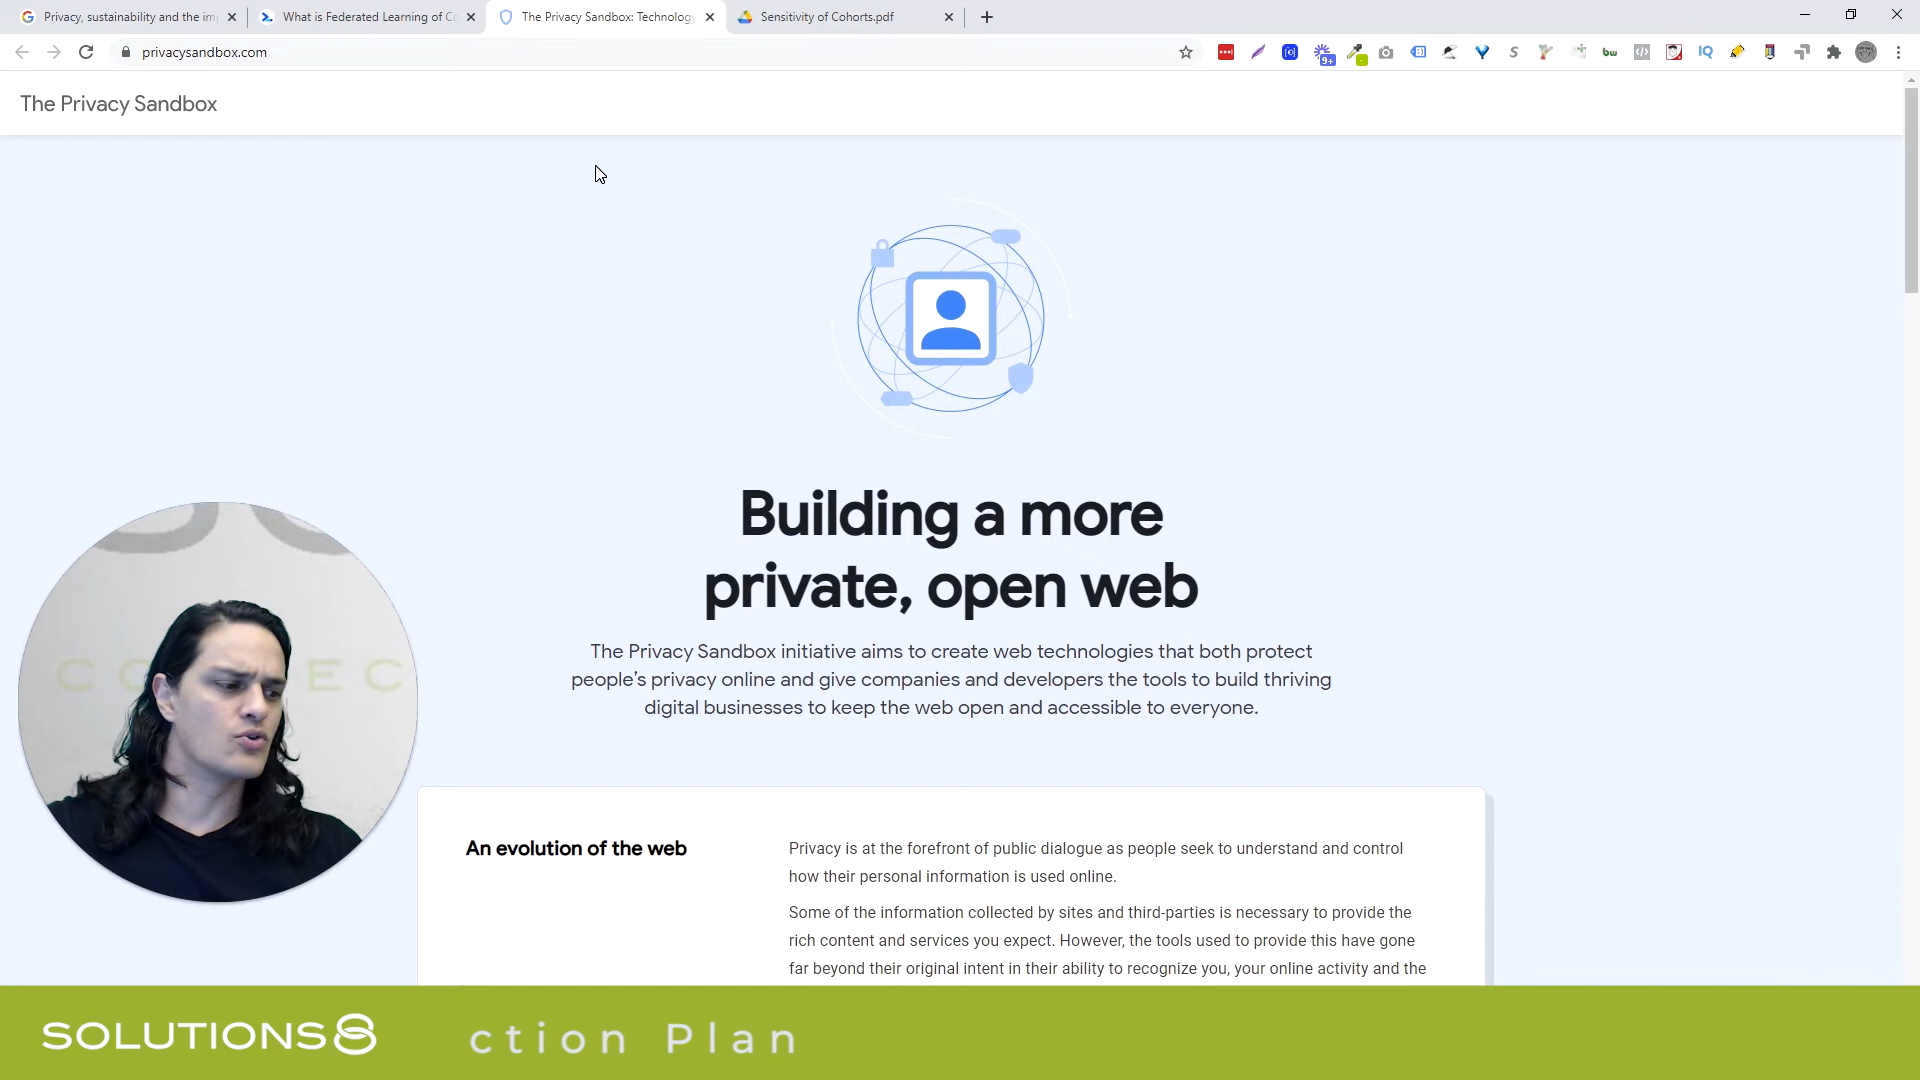 Privacy, sustainability and the im
What is Federated Learning of Co
The Privacy Sandbox: Technology
Sensitivity of Cohorts.pdf
privacysandbox.com
9+
IQ
bw
The Privacy Sandbox
Building a more
private, open web
The Privacy Sandbox initiative aims to create web technologies that both protect
people's privacy online and give companies and developers the tools to build thriving
digital businesses to keep the web open and accessible to everyone.
An evolution of the web
Privacy is at the forefront of public dialogue as people seek to understand and control
how their personal information is used online.
Some of the information collected by sites and third-parties is necessary to provide the
rich content and services you expect. However, the tools used to provide this have gone
far beyond their original intent in their ability to recognize you, your online activity and the
SOLUTIONS8
ction Plan